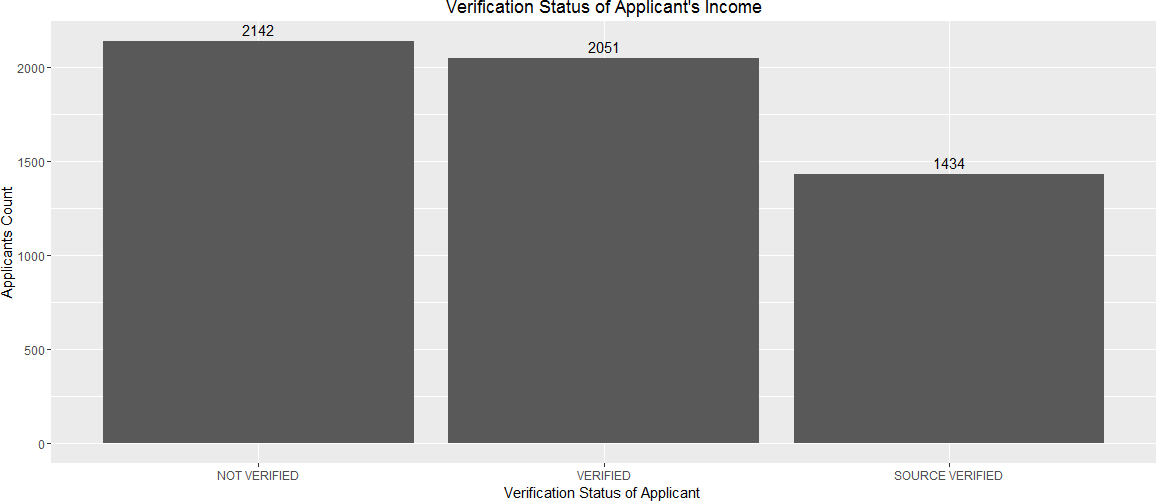 Verification Status of Applicant's Income
2142
2051
1434
2000
1500
1000
500
0
Applicants Count
NOT VERIFIED
VERIFIED
SOURCE VERIFIED
Verification Status of Applicant